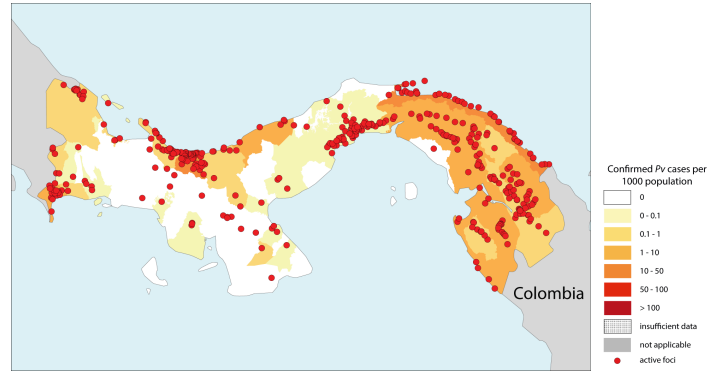 Confirmed Pv cases per
1000 population
0
0 - 0.1
0.1 - 1
1 - 10
10 - 50
50 - 100
> 100
insufficient data
not applicable
active foci
Colombia